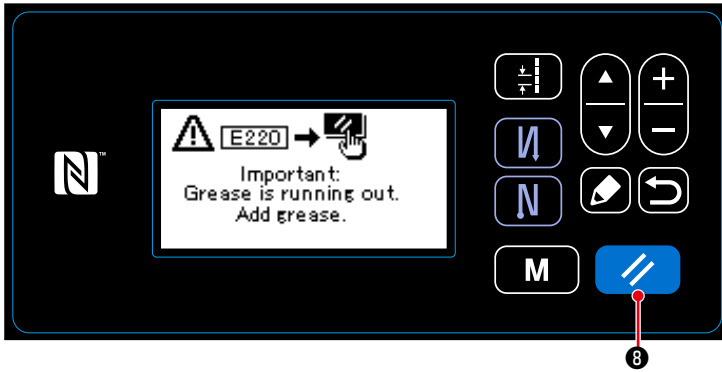 E220
Important:
Grease is running out.
Add grease.
M
8